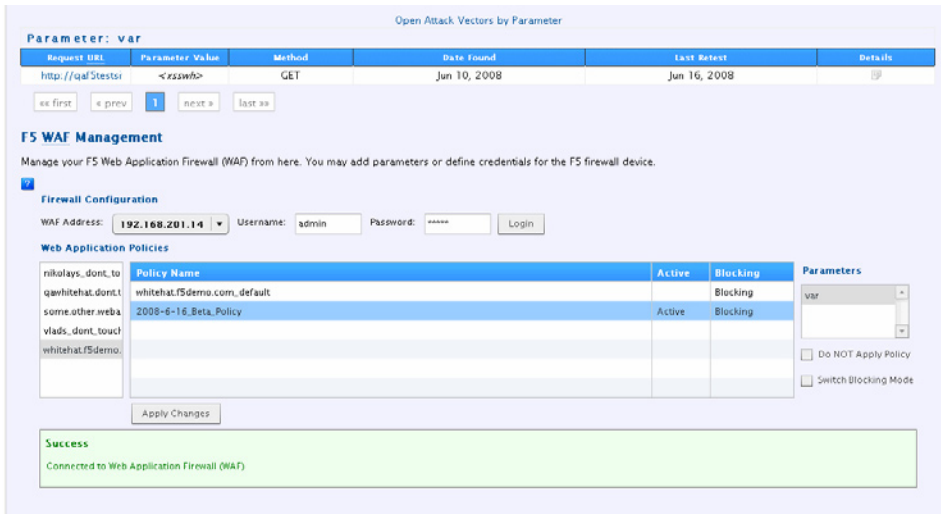 Open Attack Vectors by Parameter
Parameter: var
Request URL Parameter Value Method Date Found Last Retest Details
http://qaf5testsi <xsswh> GET Jun 10, 2008 Jun 16, 2008
«« first « prev 1 next » last »»
F5 WAF Management
Manage your F5 Web Application Firewall (WAF) from here. You may add parameters or define credentials for the F5 firewall device.
?
Firewall Configuration
WAF Address: 192.168.201.14 Username: admin Password: ***** Login
Web Application Policies
nikolays_dont_to
qawhitehat.dont.t
some.other.weba
vlads_dont_touch
whitehat.f5demo.
Policy Name Active Blocking
whitehat.f5demo.com_default Blocking
2008-6-16_Beta_Policy Active Blocking
Parameters
var
Do NOT Apply Policy
Switch Blocking Mode
Apply Changes
Success
Connected to Web Application Firewall (WAF)